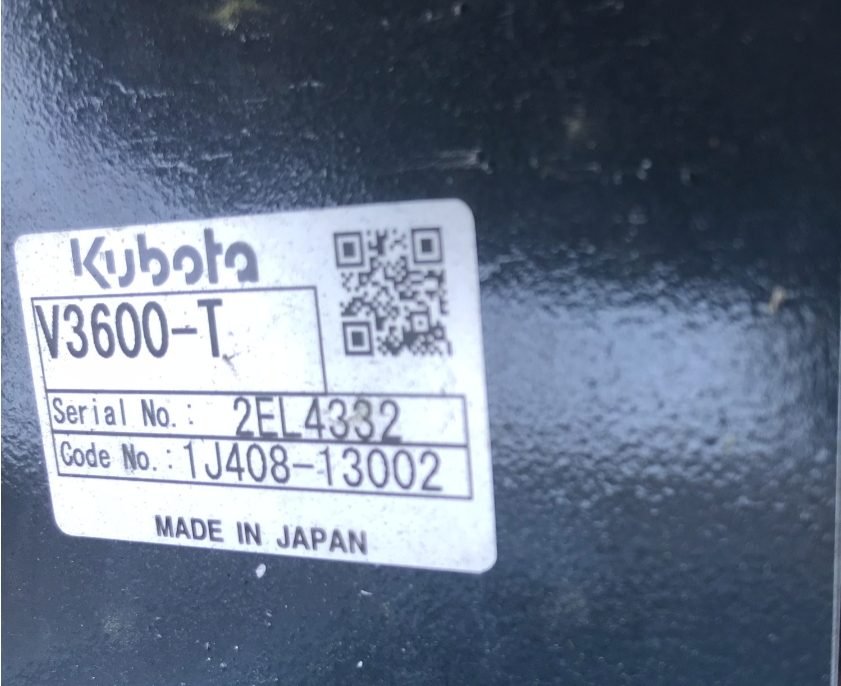 Kubota
V3600-T
Serial No.: 2EL4332
Code No.: 1J408-13002
MADE IN JAPAN